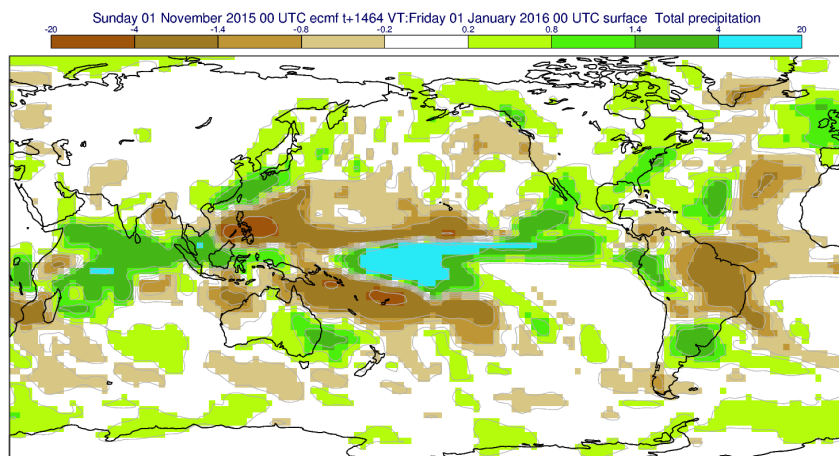 Sunday 01 November 2015 00 UTC ecmf t+1464 VT:Friday 01 January 2016 00 UTC surface Total precipitation
-20 -4 -1.4 -0.8 -0.2 0.2 0.8 1.4 4 20